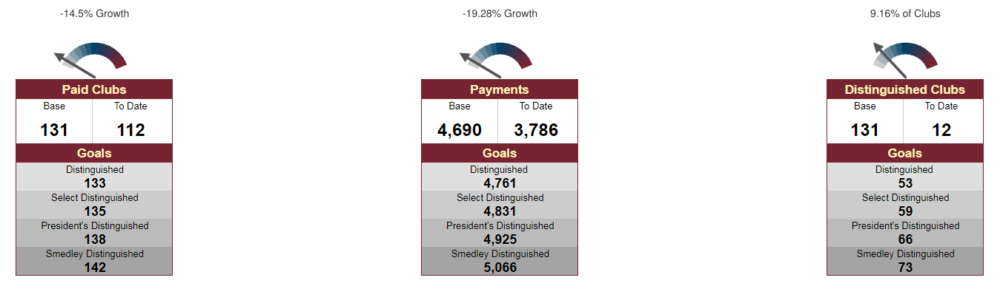 -14.5% Growth
Paid Clubs
Base To Date
131 112
Goals
Distinguished
133
Select Distinguished
135
President's Distinguished
138
Smedley Distinguished
142
-19.28% Growth
Payments
Base To Date
4,690 3,786
Goals
Distinguished
4,761
Select Distinguished
4,831
President's Distinguished
4,925
Smedley Distinguished
5,066
9.16% of Clubs
Distinguished Clubs
Base To Date
131 12
Goals
Distinguished
53
Select Distinguished
59
President's Distinguished
66
Smedley Distinguished
73